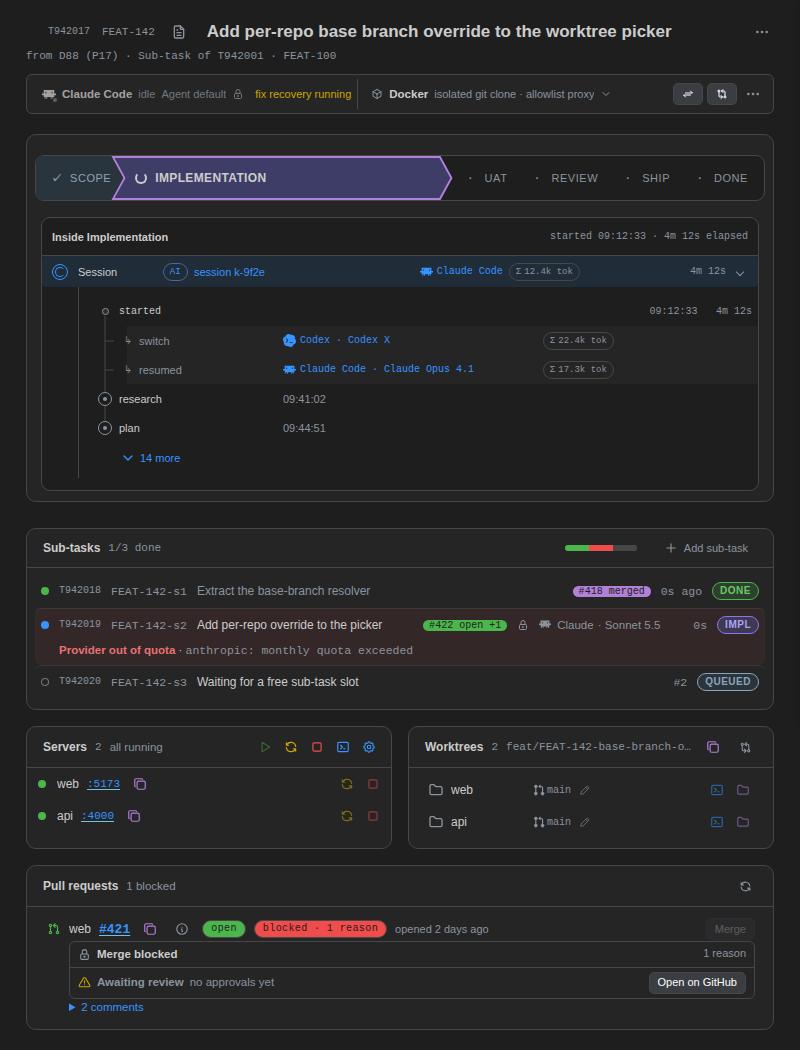 T942017 FEAT-142 Add per-repo base branch override to the worktree picker
from D88 (P17) · Sub-task of T942001 · FEAT-100
Claude Code idle Agent default fix recovery running Docker isolated git clone · allowlist proxy
SCOPE IMPLEMENTATION · UAT · REVIEW · SHIP · DONE
Inside Implementation started 09:12:33 · 4m 12s elapsed
Session AI session k-9f2e Claude Code Σ 12.4k tok 4m 12s
started 09:12:33 4m 12s
↳ switch Codex · Codex X Σ 22.4k tok
↳ resumed Claude Code · Claude Opus 4.1 Σ 17.3k tok
research 09:41:02
plan 09:44:51
14 more
Sub-tasks 1/3 done Add sub-task
T942018 FEAT-142-s1 Extract the base-branch resolver #418 merged 0s ago DONE
T942019 FEAT-142-s2 Add per-repo override to the picker #422 open +1 Claude · Sonnet 5.5 0s IMPL
Provider out of quota · anthropic: monthly quota exceeded
T942020 FEAT-142-s3 Waiting for a free sub-task slot #2 QUEUED
Servers 2 all running
web :5173
api :4000
Worktrees 2 feat/FEAT-142-base-branch-o…
web main
api main
Pull requests 1 blocked
web #421 open blocked · 1 reason opened 2 days ago Merge
Merge blocked 1 reason
Awaiting review no approvals yet Open on GitHub
2 comments